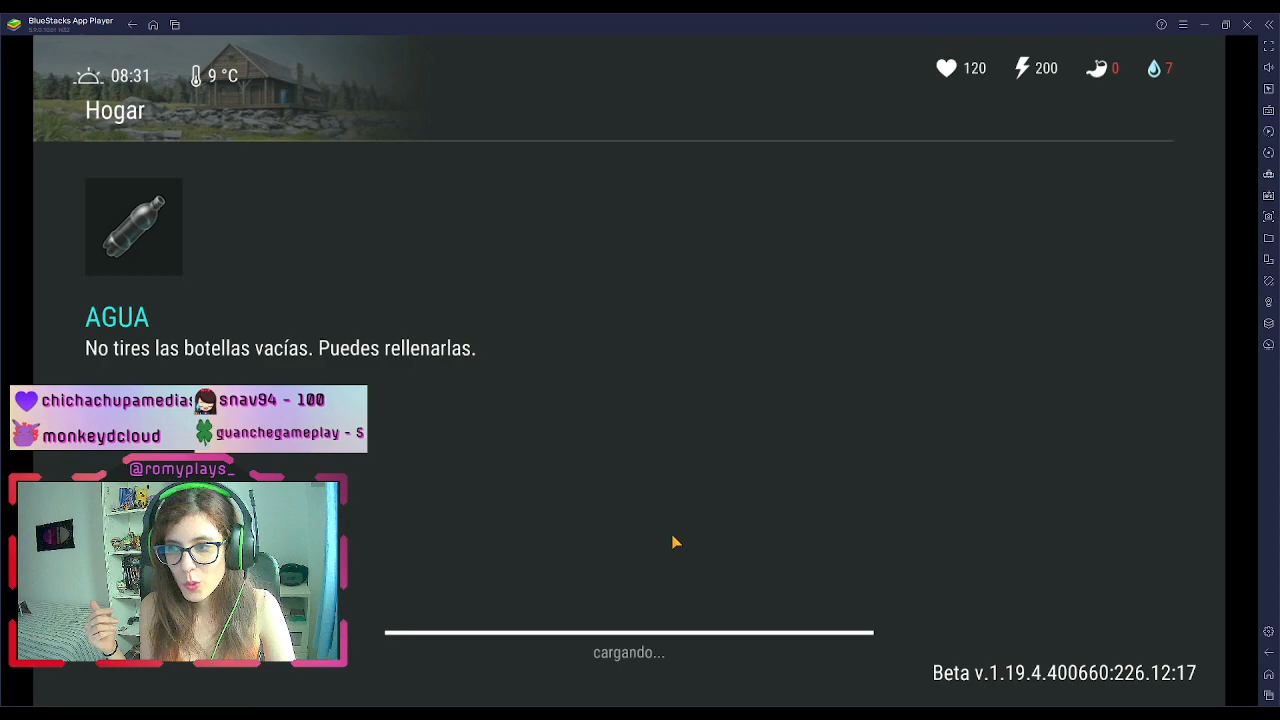 BlueStacks App Player
08:31
9 °C
120
200
0
7
Hogar
AGUA
No tires las botellas vacías. Puedes rellenarlas.
chichachupamedias
snav94 - 100
monkeydcloud
guanchegameplay - S
@romyplays_
cargando...
Beta v.1.19.4.400660:226.12:17